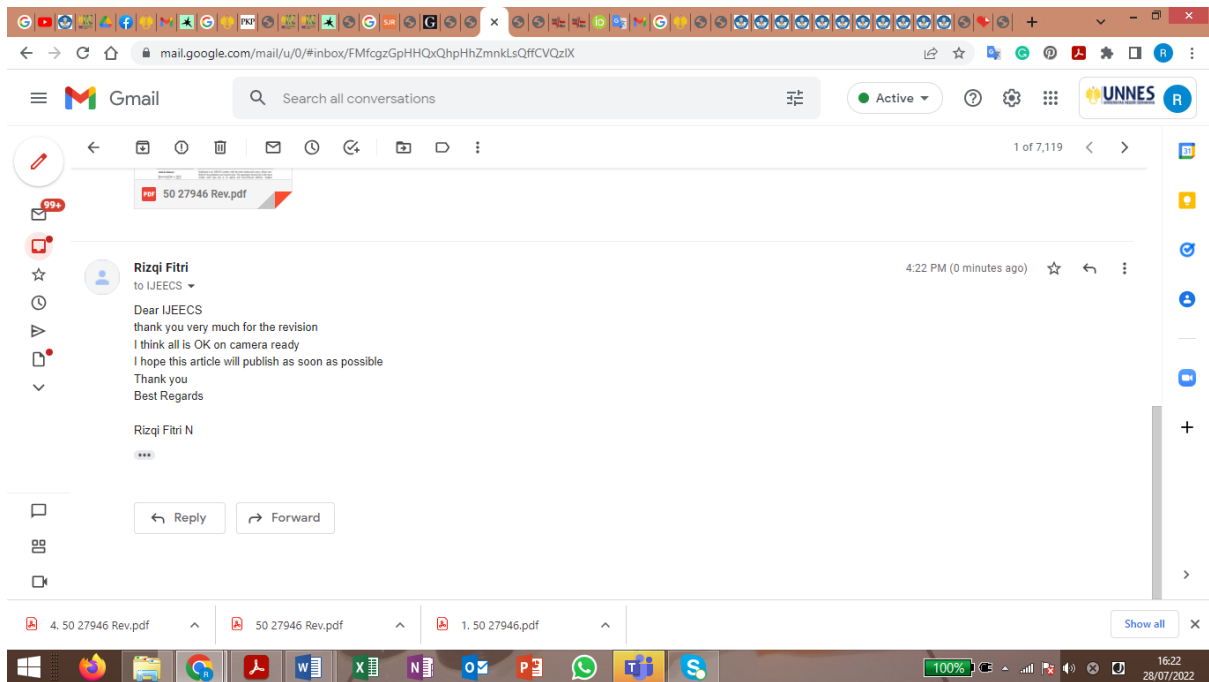 mail.google.com/mail/u/0/#inbox/FMfcgzGpHHQxQhpHhZmnkLsQffCVQzlX
Gmail
Search all conversations
Active
UNNES
R
1 of 7,119
99+
PDF 50 27946 Rev.pdf
Rizqi Fitri
4:22 PM (0 minutes ago)
to IJEECS
Dear IJEECS
thank you very much for the revision
I think all is OK on camera ready
I hope this article will publish as soon as possible
Thank you
Best Regards
Rizqi Fitri N
Reply
Forward
4. 50 27946 Rev.pdf
50 27946 Rev.pdf
1. 50 27946.pdf
Show all
100%
16:22
28/07/2022